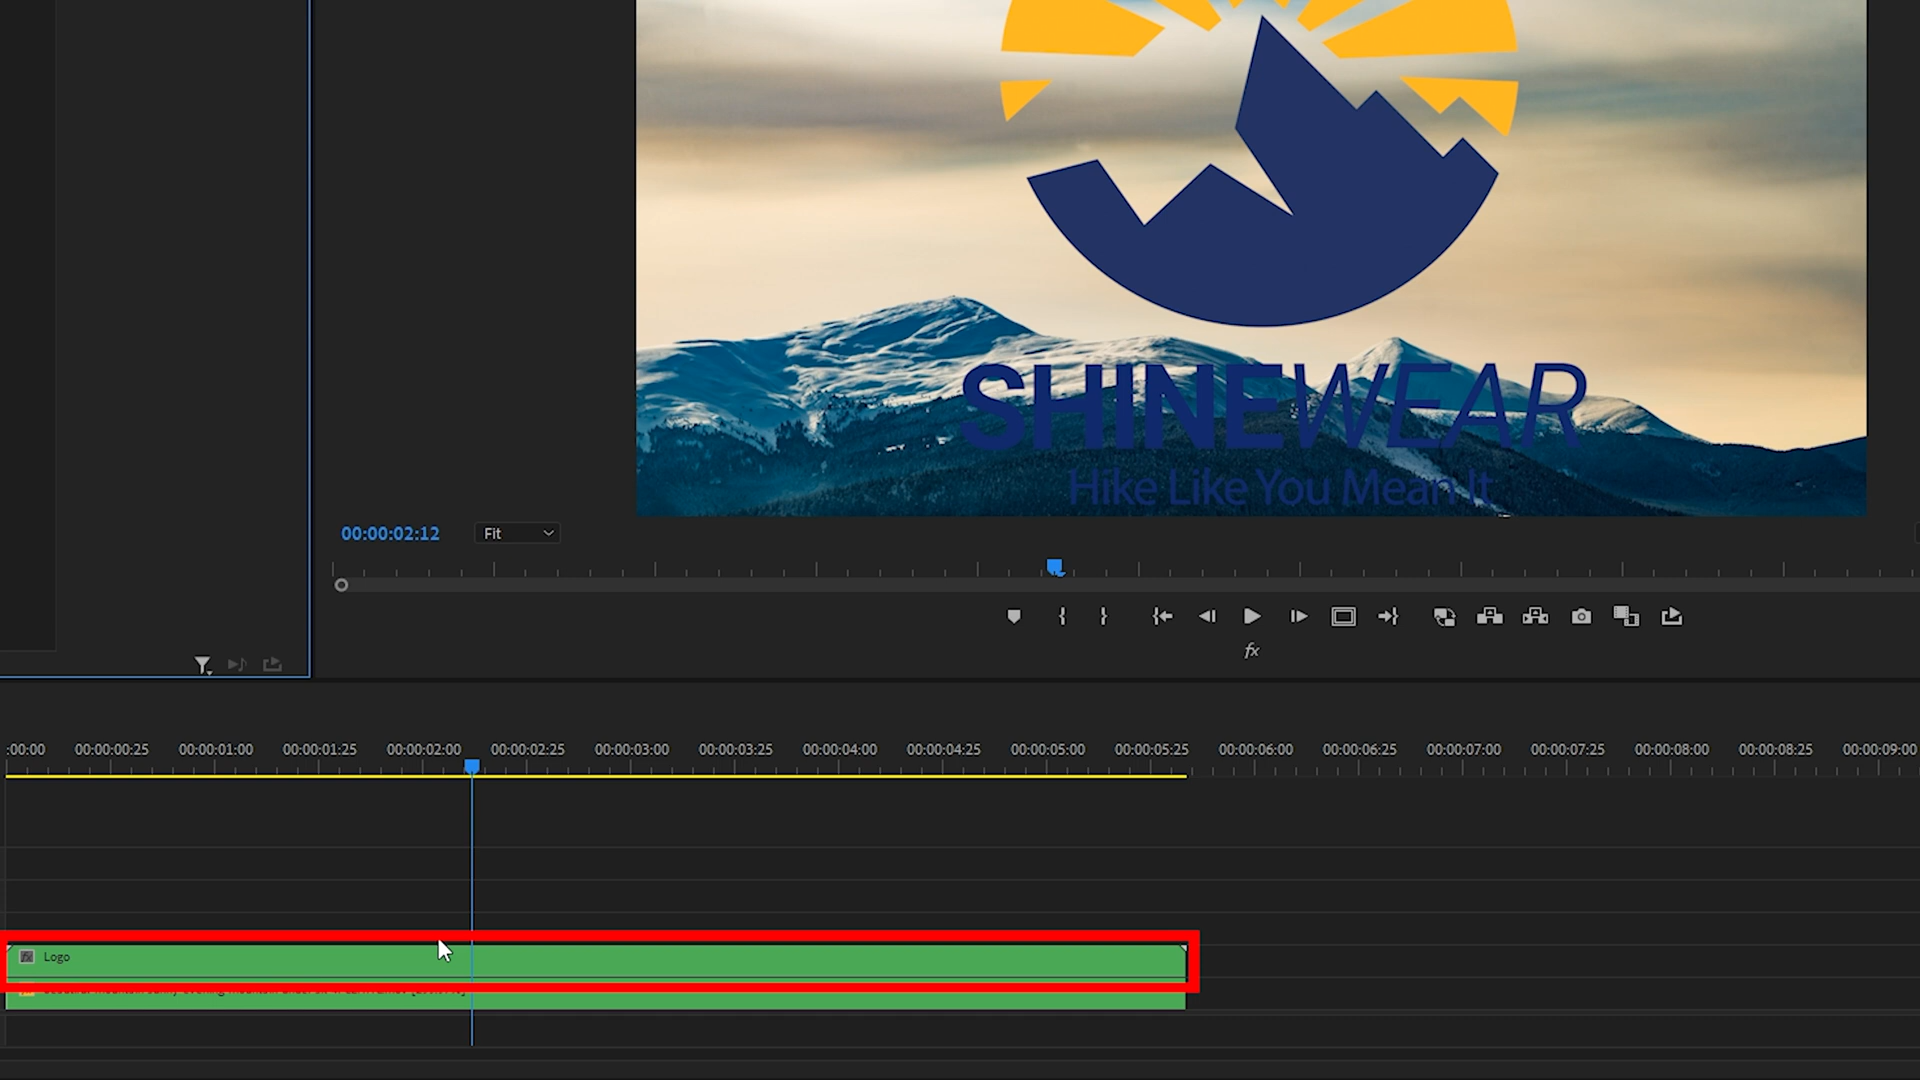 SHINEWEAR
Hike Like You Mean It
00:00:02:12 Fit
fx
:00:00 00:00:00:25 00:00:01:00 00:00:01:25 00:00:02:00 00:00:02:25 00:00:03:00 00:00:03:25 00:00:04:00 00:00:04:25 00:00:05:00 00:00:05:25 00:00:06:00 00:00:06:25 00:00:07:00 00:00:07:25 00:00:08:00 00:00:08:25 00:00:09:00
fx Logo